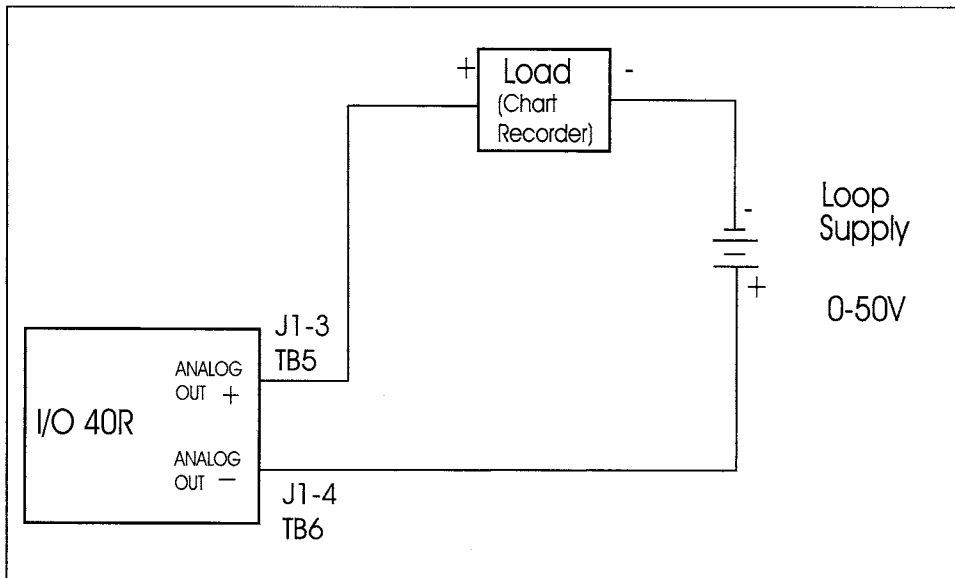 +
Load
-
(Chart
Recorder)
Loop
Supply
-
+
0-50V
J1-3
TB5
ANALOG
OUT +
I/O 40R
ANALOG
OUT -
J1-4
TB6